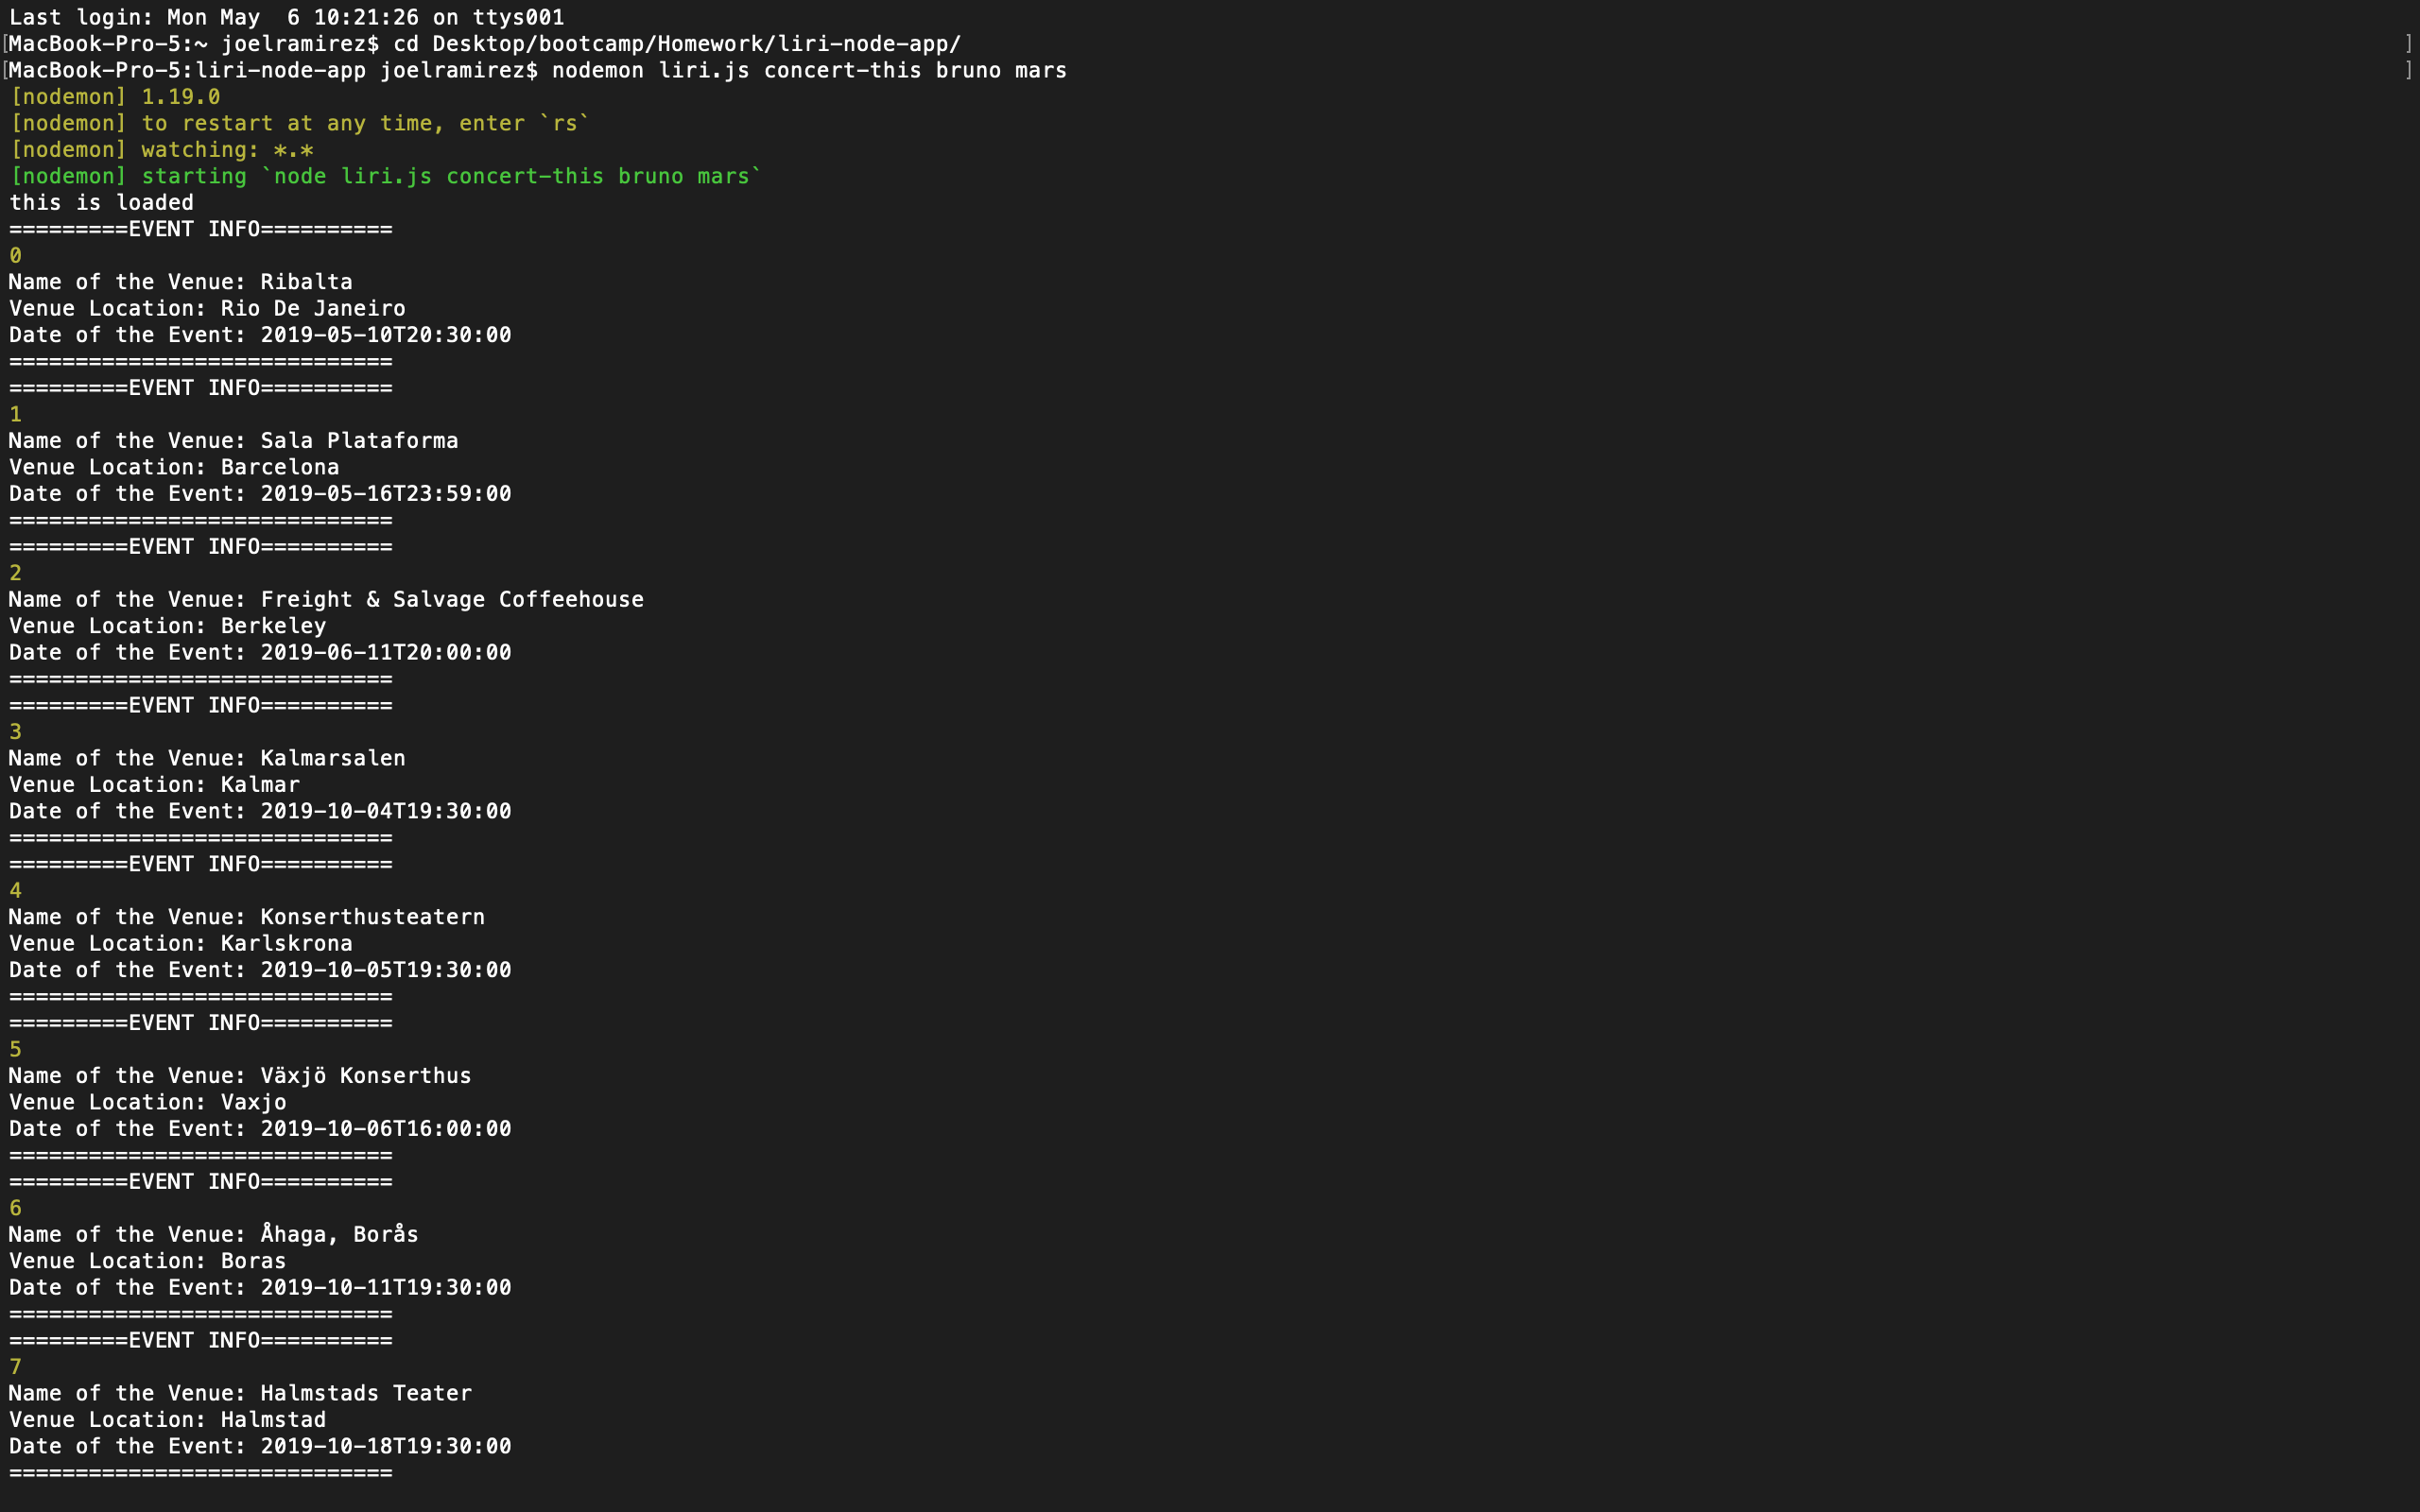 Last login: Mon May  6 10:21:26 on ttys001
[MacBook-Pro-5:~ joelramirez$ cd Desktop/bootcamp/Homework/liri-node-app/ ]
[MacBook-Pro-5:liri-node-app joelramirez$ nodemon liri.js concert-this bruno mars ]
[nodemon] 1.19.0
[nodemon] to restart at any time, enter `rs`
[nodemon] watching: *.*
[nodemon] starting `node liri.js concert-this bruno mars`
this is loaded
=========EVENT INFO==========
0
Name of the Venue: Ribalta
Venue Location: Rio De Janeiro
Date of the Event: 2019-05-10T20:30:00
=============================
=========EVENT INFO==========
1
Name of the Venue: Sala Plataforma
Venue Location: Barcelona
Date of the Event: 2019-05-16T23:59:00
=============================
=========EVENT INFO==========
2
Name of the Venue: Freight & Salvage Coffeehouse
Venue Location: Berkeley
Date of the Event: 2019-06-11T20:00:00
=============================
=========EVENT INFO==========
3
Name of the Venue: Kalmarsalen
Venue Location: Kalmar
Date of the Event: 2019-10-04T19:30:00
=============================
=========EVENT INFO==========
4
Name of the Venue: Konserthusteatern
Venue Location: Karlskrona
Date of the Event: 2019-10-05T19:30:00
=============================
=========EVENT INFO==========
5
Name of the Venue: Växjö Konserthus
Venue Location: Vaxjo
Date of the Event: 2019-10-06T16:00:00
=============================
=========EVENT INFO==========
6
Name of the Venue: Åhaga, Borås
Venue Location: Boras
Date of the Event: 2019-10-11T19:30:00
=============================
=========EVENT INFO==========
7
Name of the Venue: Halmstads Teater
Venue Location: Halmstad
Date of the Event: 2019-10-18T19:30:00
=============================